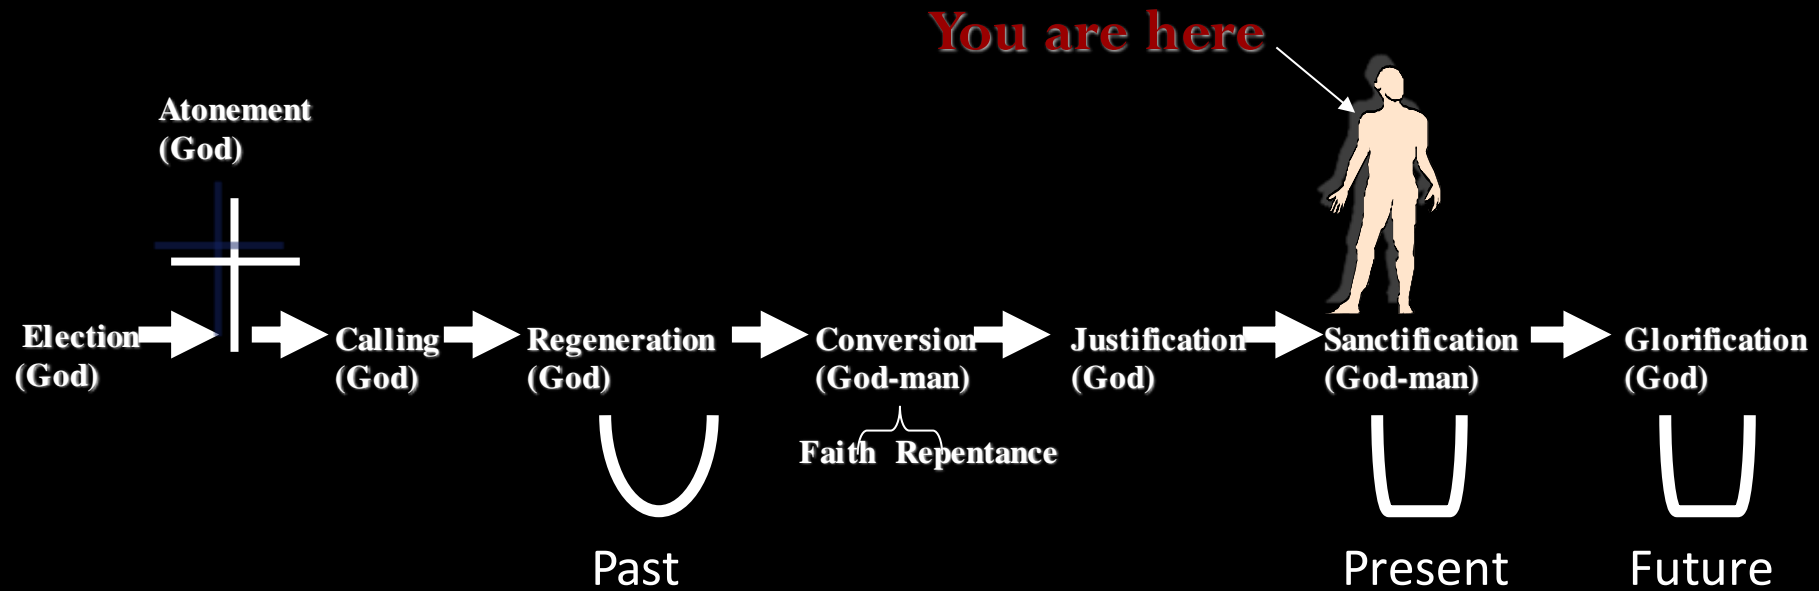 You are here
Atonement
(God)
Election
(God)
Calling
(God)
Regeneration
(God)
Conversion
(God-man)
Faith Repentance
Justification
(God)
Sanctification
(God-man)
Glorification
(God)
Past
Present
Future